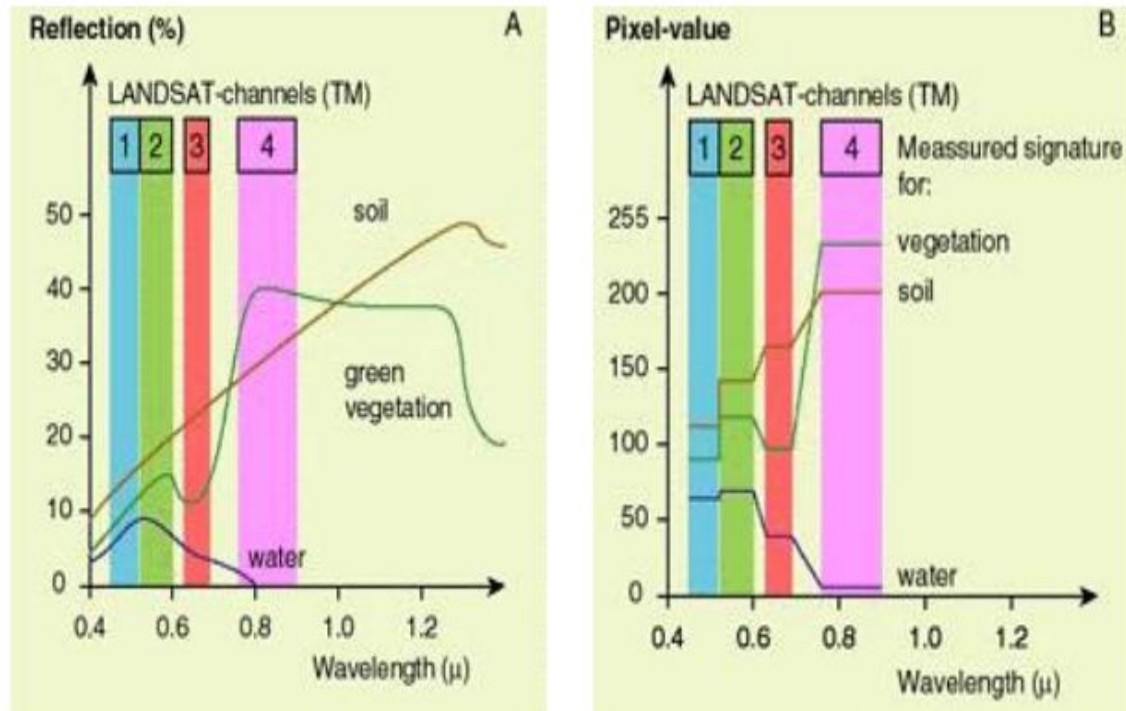 Reflection (%)
A
LANDSAT-channels (TM)
1 2 3 4
50
40
30
20
10
0
soil
green
vegetation
water
0.4 0.6 0.8 1.0 1.2
Wavelength (μ)
Pixel-value
B
LANDSAT-channels (TM)
1 2 3 4
Meassured signature
for:
255
200
150
100
50
0
vegetation
soil
water
0.4 0.6 0.8 1.0 1.2
Wavelength (μ)